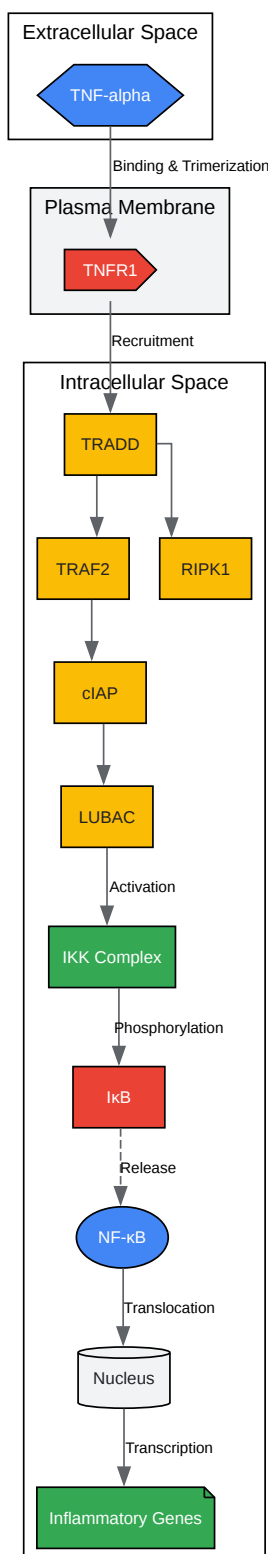 Extracellular Space
TNF-alpha
Binding & Trimerization
Plasma Membrane
TNFR1
Recruitment
Intracellular Space
TRADD
TRAF2
RIPK1
cIAP
LUBAC
Activation
IKK Complex
Phosphorylation
IκB
Release
NF-κB
Translocation
Nucleus
Transcription
Inflammatory Genes